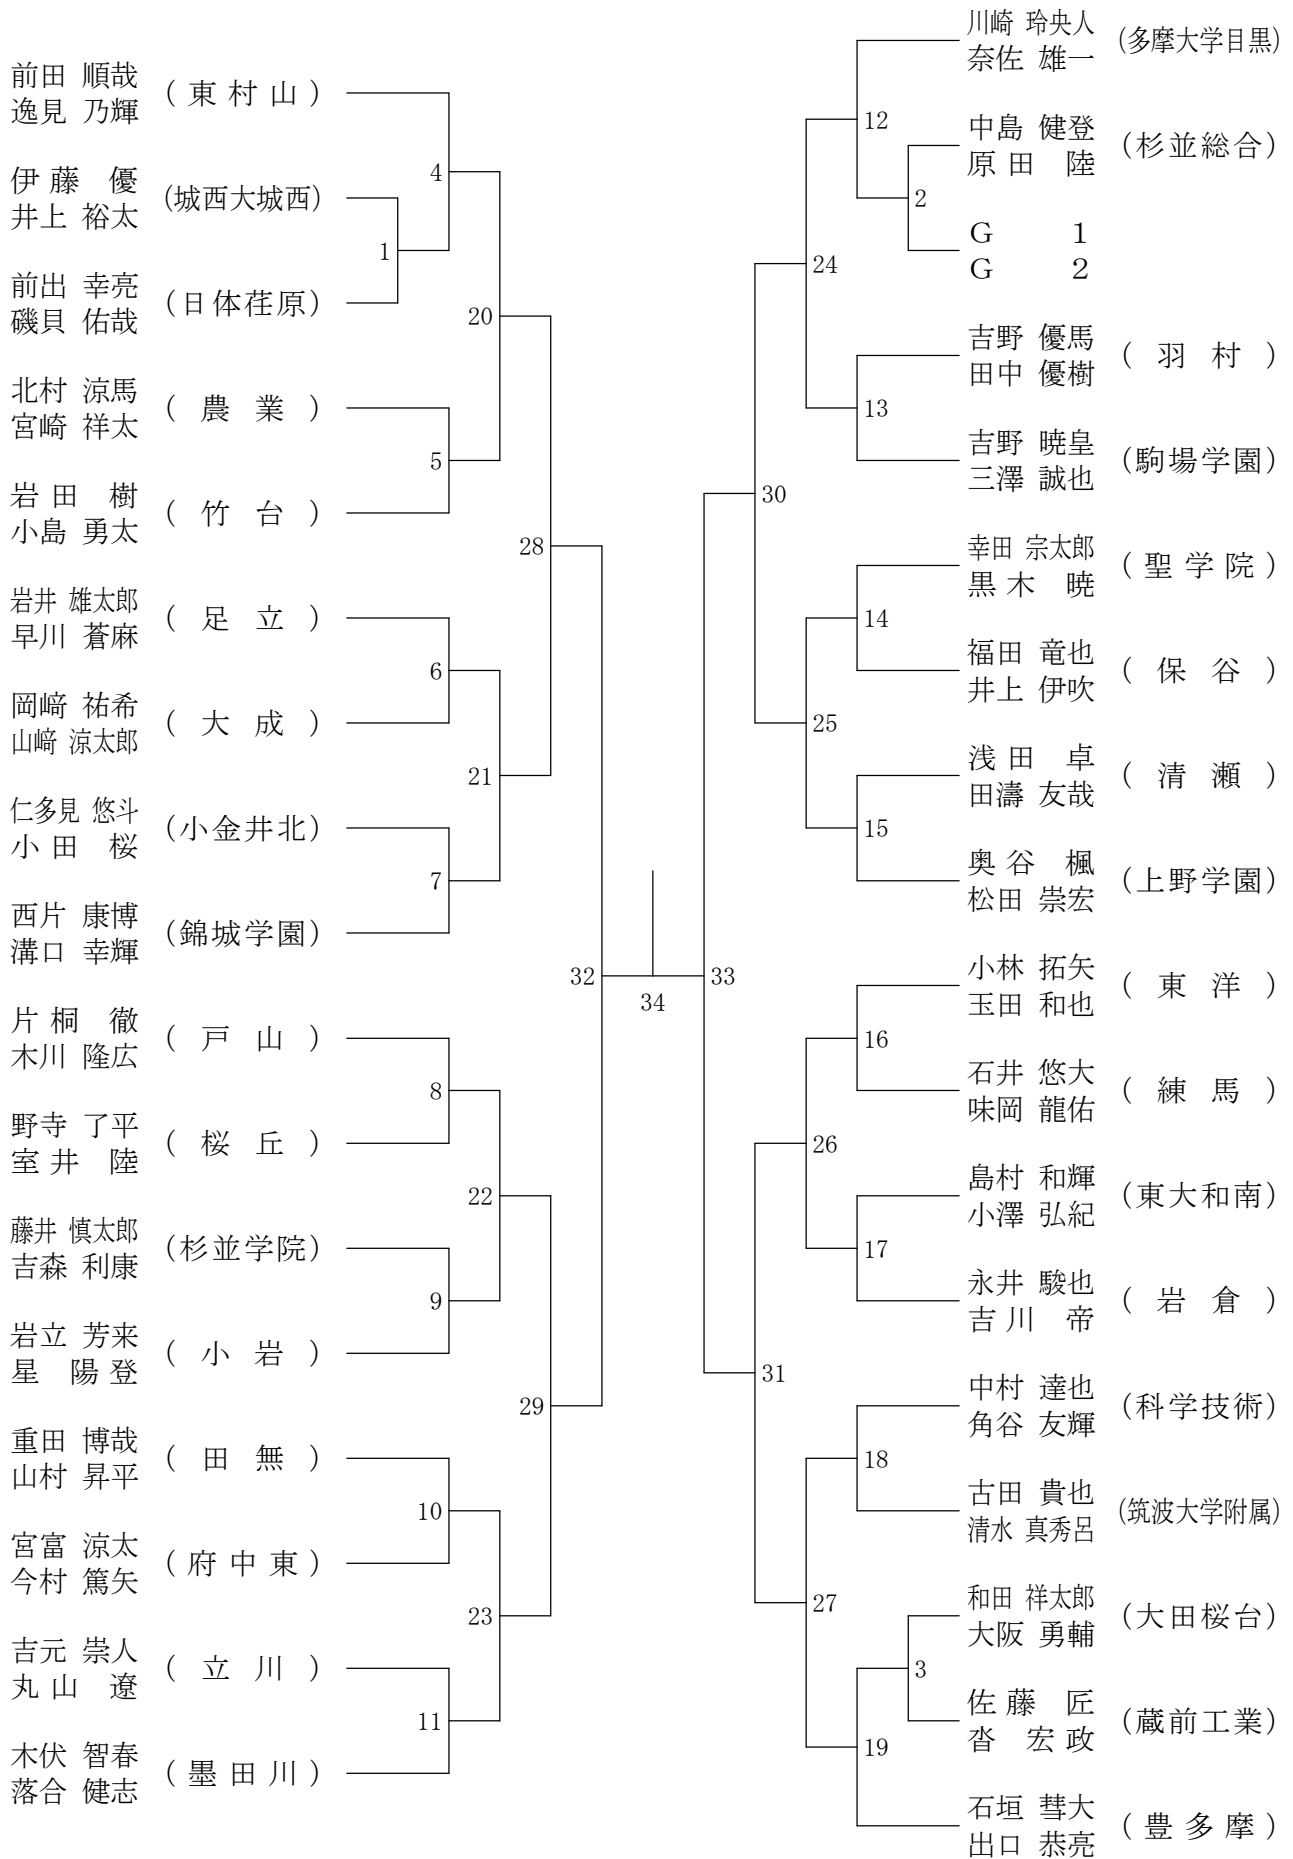 前田 順哉
逸見 乃輝
(東村山)
伊藤 優
井上 裕太
(城西大城西)
前出 幸亮
磯貝 佑哉
(日体荏原)
北村 涼馬
宮崎 祥太
(農業)
岩田 樹
小島 勇太
(竹台)
岩井 雄太郎
早川 蒼麻
(足立)
岡﨑 祐希
山﨑 涼太郎
(大成)
仁多見 悠斗
小田 桜
(小金井北)
西片 康博
溝口 幸輝
(錦城学園)
片桐 徹
木川 隆広
(戸山)
野寺 了平
室井 陸
(桜丘)
藤井 慎太郎
吉森 利康
(杉並学院)
岩立 芳来
星 陽登
(小岩)
重田 博哉
山村 昇平
(田無)
宮富 涼太
今村 篤矢
(府中東)
吉元 崇人
丸山 遼
(立川)
木伏 智春
落合 健志
(墨田川)
1
4
5
6
7
8
9
10
11
20
21
22
23
28
29
32
34
33
30
31
24
25
26
27
12
13
14
15
16
17
18
19
2
3
川崎 玲央人
奈佐 雄一
(多摩大学目黒)
中島 健登
原田 陸
(杉並総合)
G 1
G 2
吉野 優馬
田中 優樹
(羽村)
吉野 暁皇
三澤 誠也
(駒場学園)
幸田 宗太郎
黒木 暁
(聖学院)
福田 竜也
井上 伊吹
(保谷)
浅田 卓
田濤 友哉
(清瀬)
奥谷 楓
松田 崇宏
(上野学園)
小林 拓矢
玉田 和也
(東洋)
石井 悠大
味岡 龍佑
(練馬)
島村 和輝
小澤 弘紀
(東大和南)
永井 駿也
吉川 帝
(岩倉)
中村 達也
角谷 友輝
(科学技術)
古田 貴也
清水 真秀呂
(筑波大学附属)
和田 祥太郎
大阪 勇輔
(大田桜台)
佐藤 匠
沓 宏政
(蔵前工業)
石垣 彗大
出口 恭亮
(豊多摩)